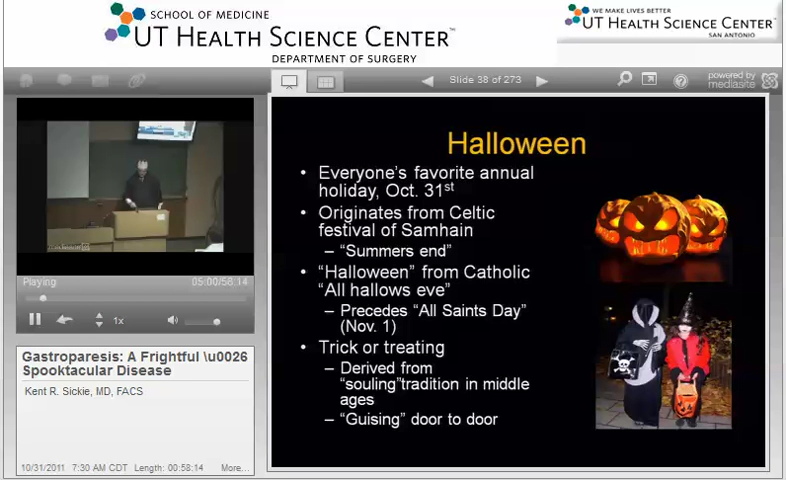 SCHOOL OF MEDICINE
UT HEALTH SCIENCE CENTER™
DEPARTMENT OF SURGERY
WE MAKE LIVES BETTER
UT HEALTH SCIENCE CENTER
SAN ANTONIO
Slide 38 of 273
powered by
mediasite
Playing
05:00/58:14
1x
Gastroparesis: A Frightful \u0026
Spooktacular Disease
Kent R. Sickie, MD, FACS
10/31/2011 7:30 AM CDT Length: 00:58:14 More...
Halloween
• Everyone's favorite annual
holiday, Oct. 31st
• Originates from Celtic
festival of Samhain
– "Summers end"
• "Halloween" from Catholic
"All hallows eve"
– Precedes "All Saints Day"
(Nov. 1)
• Trick or treating
– Derived from
"souling"tradition in middle
ages
– "Guising" door to door